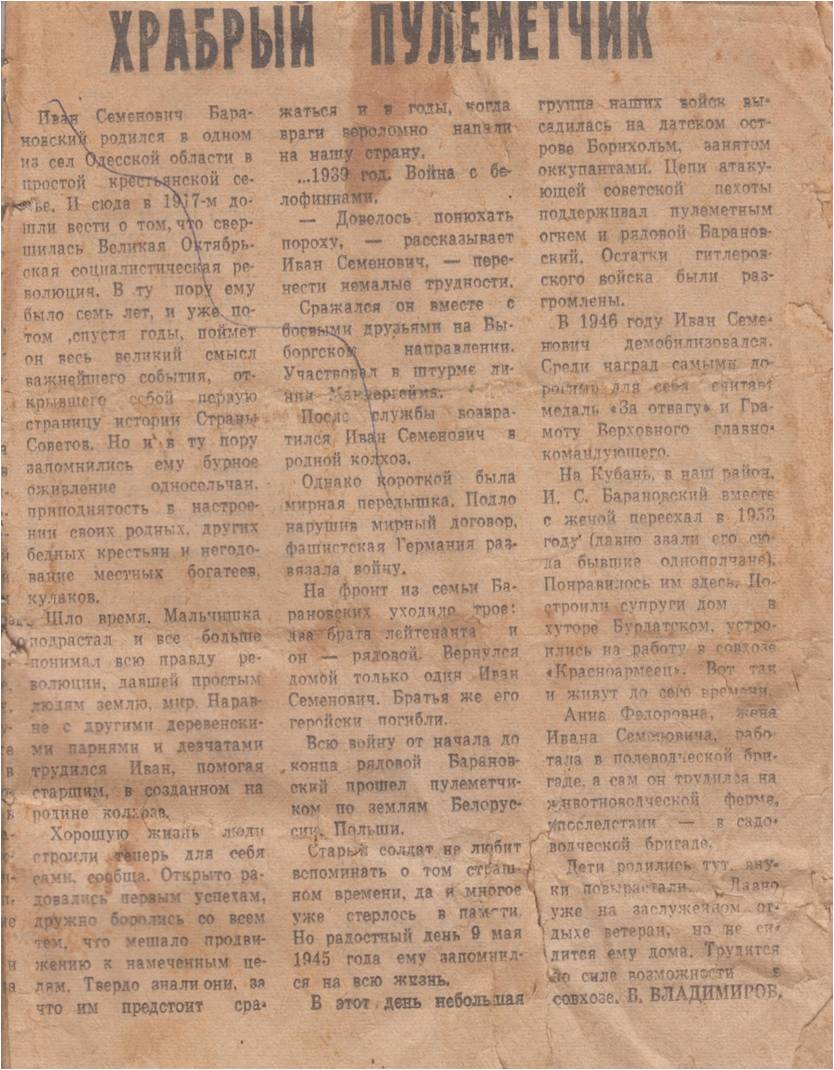 ХРАБРЫЙ ПУЛЕМЕТЧИК
Иван Семенович Бара-
новский родился в одном
из сел Одесской области в
простой крестьянской се-
мье. И сюда в 1917-м до-
шли вести о том, что свер-
шилась Великая Октябрь-
ская социалистическая ре-
волюция. В ту пору ему
было семь лет, и уже по-
том ,спустя годы, поймет
он весь великий смысл
важнейшего события, от-
крывшего собой первую
страницу истории Страны
Советов. Но и в ту пору
запомнились ему бурное
оживление односельчан,
приподнятость в настрое-
нии своих родных, других
бедных крестьян и негодо-
вание местных богатеев,
кулаков.
Шло время. Мальчишка
подрастал и все больше
понимал всю правду ре-
волюции, давшей простым
людям землю, мир. Нарав-
не с другими деревенски-
ми парнями и девчатами
трудился Иван, помогая
старшим, в созданном на
родине колхозе.
Хорошую жизнь люди
строили теперь для себя
сами, сообща. Открыто ра-
довались первым успехам,
дружно боролись со всем
тем, что мешало продви-
жению к намеченным це-
лям. Твердо знали они, за
что им предстоит сра-
жаться и в годы, когда
враги вероломно напали
на нашу страну.
...1939 год. Война с бе-
лофиннами.
— Довелось понюхать
пороху, — рассказывает
Иван Семенович, — пере-
нести немалые трудности.
Сражался он вместе с
боевыми друзьями на Вы-
боргском направлении.
Участвовал в штурме ли-
нии Маннергейма.
После службы возвра-
тился Иван Семенович в
родной колхоз.
Однако короткой была
мирная передышка. Подло
нарушив мирный договор,
фашистская Германия раз-
вязала войну.
На фронт из семьи Ба-
рановских уходило трое:
два брата лейтенанта и
он — рядовой. Вернулся
домой только один Иван
Семенович. Братья же его
геройски погибли.
Всю войну от начала до
конца рядовой Баранов-
ский прошел пулеметчи-
ком по землям Белорус-
сии, Польши.
Старый солдат не любит
вспоминать о том страш-
ном времени, да и многое
уже стерлось в памяти.
Но радостный день 9 мая
1945 года ему запомнил-
ся на всю жизнь.
В этот день небольшая
группа наших войск вы-
садилась на датском ост-
рове Борнхольм, занятом
оккупантами. Цепи атаку-
ющей советской пехоты
поддерживал пулеметным
огнем и рядовой Баранов-
ский. Остатки гитлеров-
ского войска были раз-
громлены.
В 1946 году Иван Семе-
нович демобилизовался.
Среди наград самыми до-
рогими для себя считает
медаль «За отвагу» и Гра-
моту Верховного главно-
командующего.
На Кубань, в наш район,
И. С. Барановский вместе
с женой переехал в 1953
году (давно звали его сю-
да бывшие однополчане).
Понравилось им здесь. По-
строили супруги дом в
хуторе Бурлатском, устро-
ились на работу в совхозе
«Красноармеец». Вот так
и живут до сего времени.
Анна Федоровна, жена
Ивана Семеновича, рабо-
тала в полеводческой бри-
гаде, а сам он трудился на
животноводческой ферме,
впоследствии — в садо-
водческой бригаде.
Дети родились тут, вну-
ки повырастали. Давно
уже на заслуженном от-
дыхе ветеран, но не си-
дится ему дома. Трудится
по силе возможности в
совхозе. В. ВЛАДИМИРОВ.